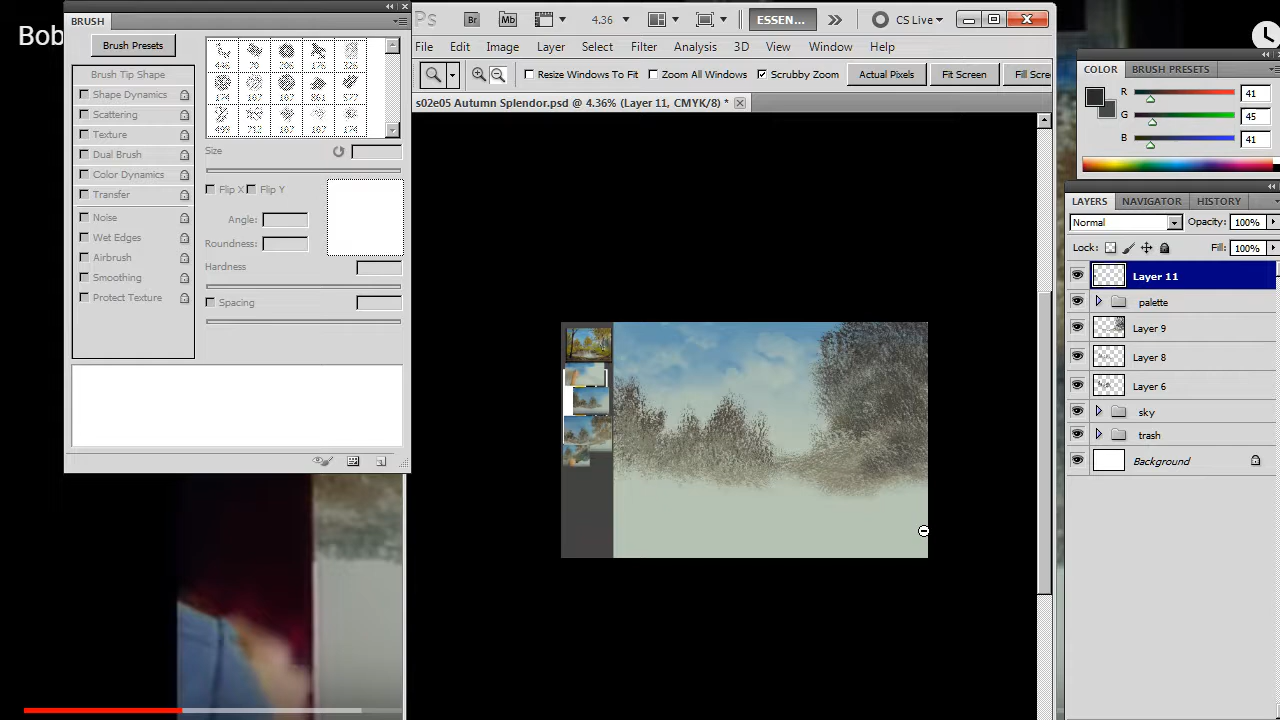 Bob
BRUSH
Brush Presets
Brush Tip Shape
Shape Dynamics
Scattering
Texture
Dual Brush
Color Dynamics
Transfer
Noise
Wet Edges
Airbrush
Smoothing
Protect Texture
Size
Flip X Flip Y
Angle:
Roundness:
Hardness
Spacing
Ps Br Mb 4.36 ESSEN... CS Live
File Edit Image Layer Select Filter Analysis 3D View Window Help
Resize Windows To Fit Zoom All Windows Scrubby Zoom Actual Pixels Fit Screen Fill Scre
s02e05 Autumn Splendor.psd @ 4.36% (Layer 11, CMYK/8) *
COLOR BRUSH PRESETS
R 41
G 45
B 41
LAYERS NAVIGATOR HISTORY
Normal Opacity: 100%
Lock: Fill: 100%
Layer 11
palette
Layer 9
Layer 8
Layer 6
sky
trash
Background